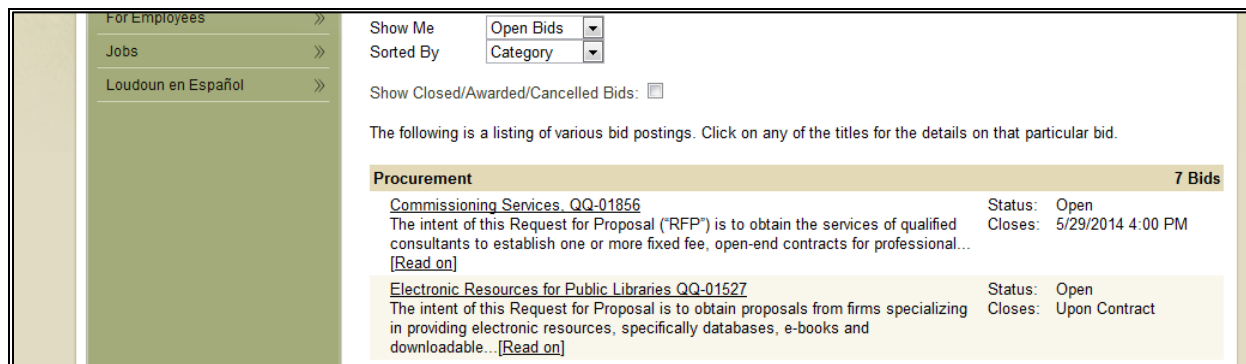 For Employees
Jobs
Loudoun en Español
Show Me Open Bids
Sorted By Category
Show Closed/Awarded/Cancelled Bids:
The following is a listing of various bid postings. Click on any of the titles for the details on that particular bid.
Procurement 7 Bids
Commissioning Services, QQ-01856 Status: Open
The intent of this Request for Proposal (“RFP”) is to obtain the services of qualified Closes: 5/29/2014 4:00 PM
consultants to establish one or more fixed fee, open-end contracts for professional...
[Read on]
Electronic Resources for Public Libraries QQ-01527 Status: Open
The intent of this Request for Proposal is to obtain proposals from firms specializing Closes: Upon Contract
in providing electronic resources, specifically databases, e-books and
downloadable...[Read on]